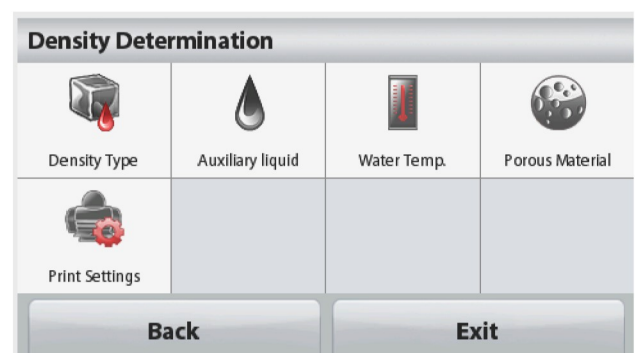 Density Determination
Density Type
Auxiliary liquid
Water Temp.
Porous Material
Print Settings
Back
Exit